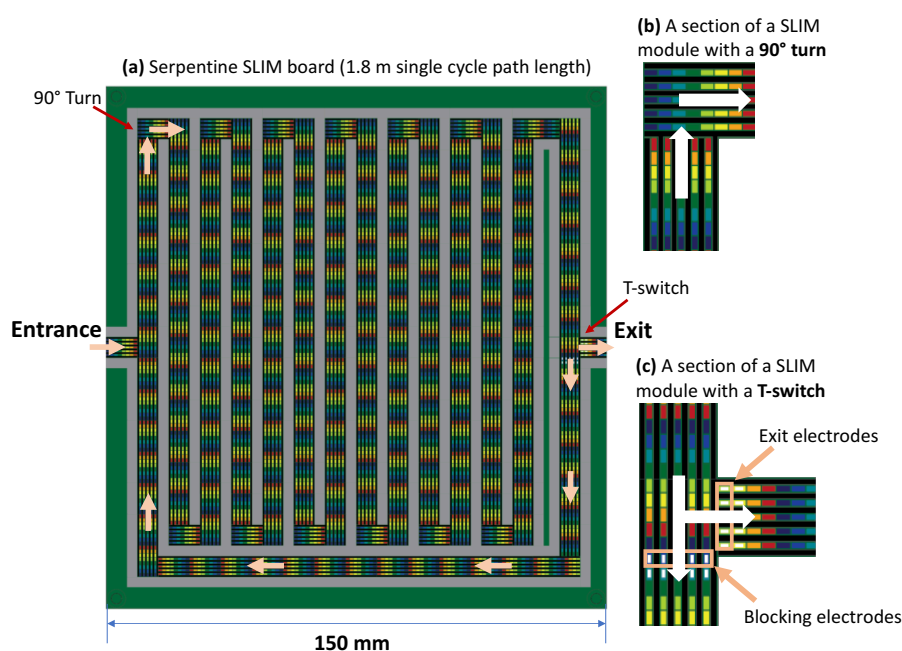 (b) A section of a SLIM
module with a 90° turn
(a) Serpentine SLIM board (1.8 m single cycle path length)
90° Turn
T-switch
Entrance
Exit
(c) A section of a SLIM
module with a T-switch
Exit electrodes
Blocking electrodes
150 mm